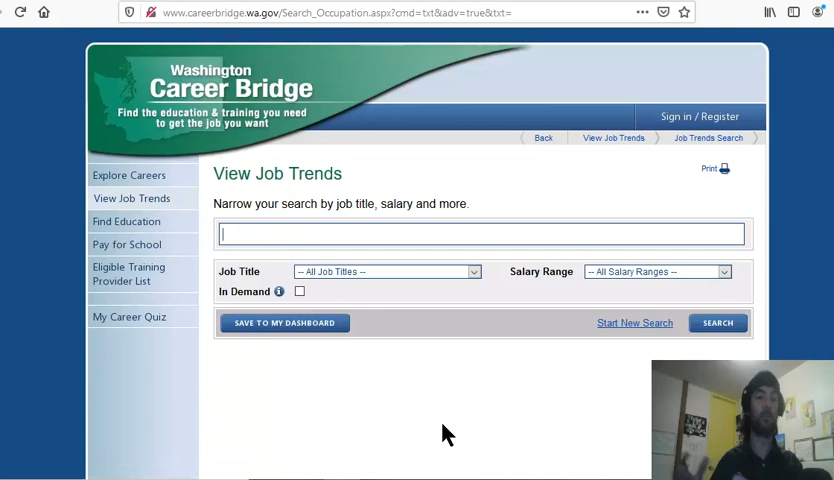 www.careerbridge.wa.gov/Search_Occupation.aspx?cmd=txt&adv=true&txt=
Washington
Career Bridge
Find the education & training you need
to get the job you want
Sign in / Register
Back
View Job Trends
Job Trends Search
Explore Careers
View Job Trends
Find Education
Pay for School
Eligible Training
Provider List
My Career Quiz
View Job Trends
Print
Narrow your search by job title, salary and more.
Job Title
-- All Job Titles --
Salary Range
-- All Salary Ranges --
In Demand
SAVE TO MY DASHBOARD
Start New Search
SEARCH